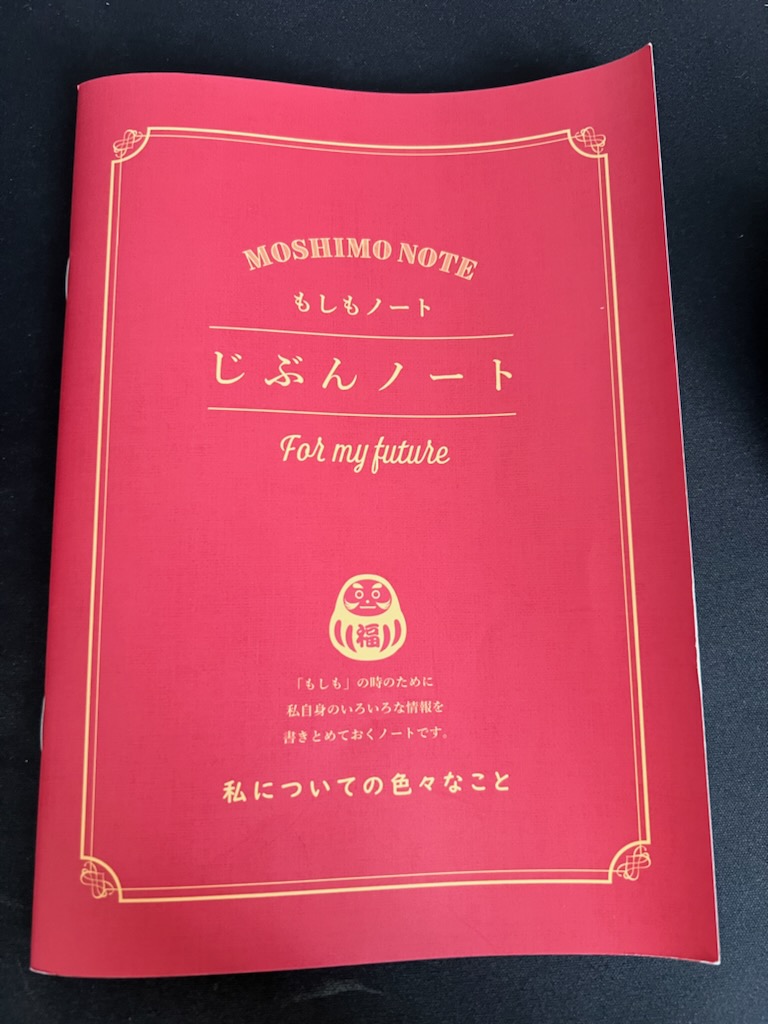 MOSHIMO NOTE
もしもノート
じぶんノート
For my future
福
「もしも」の時のために
私自身のいろいろな情報を
書きとめておくノートです。
私についての色々なこと